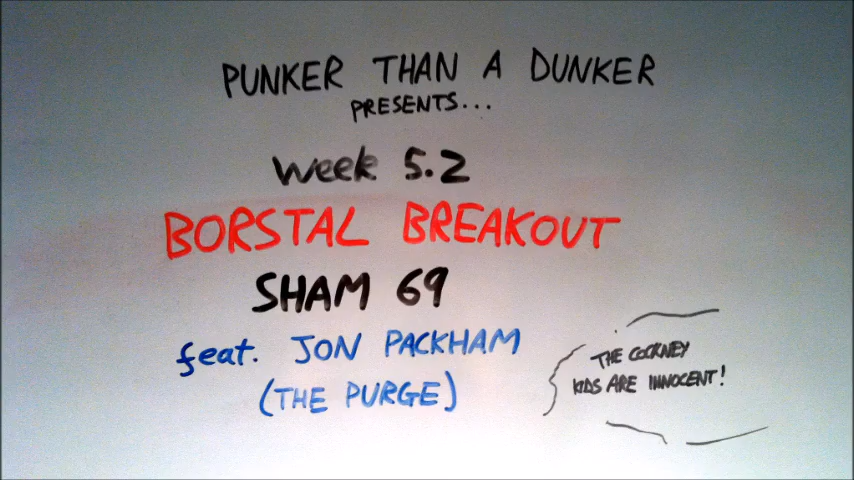 PUNKER THAN A DUNKER
PRESENTS...
Week 5.2
BORSTAL BREAKOUT
SHAM 69
feat. JON PACKHAM
(THE PURGE)
THE COCKNEY
KIDS ARE INNOCENT!